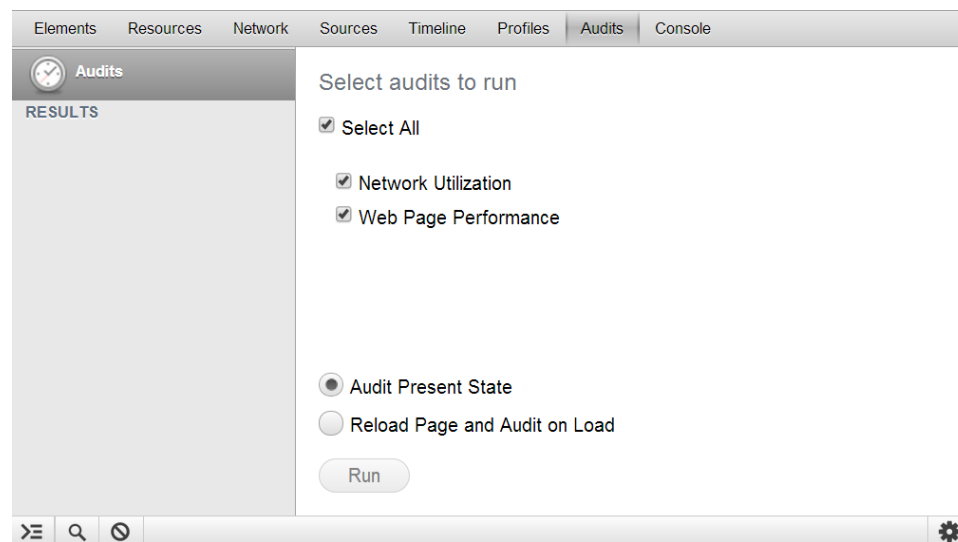 Elements Resources Network Sources Timeline Profiles Audits Console
Audits
RESULTS
Select audits to run
Select All
Network Utilization
Web Page Performance
Audit Present State
Reload Page and Audit on Load
Run